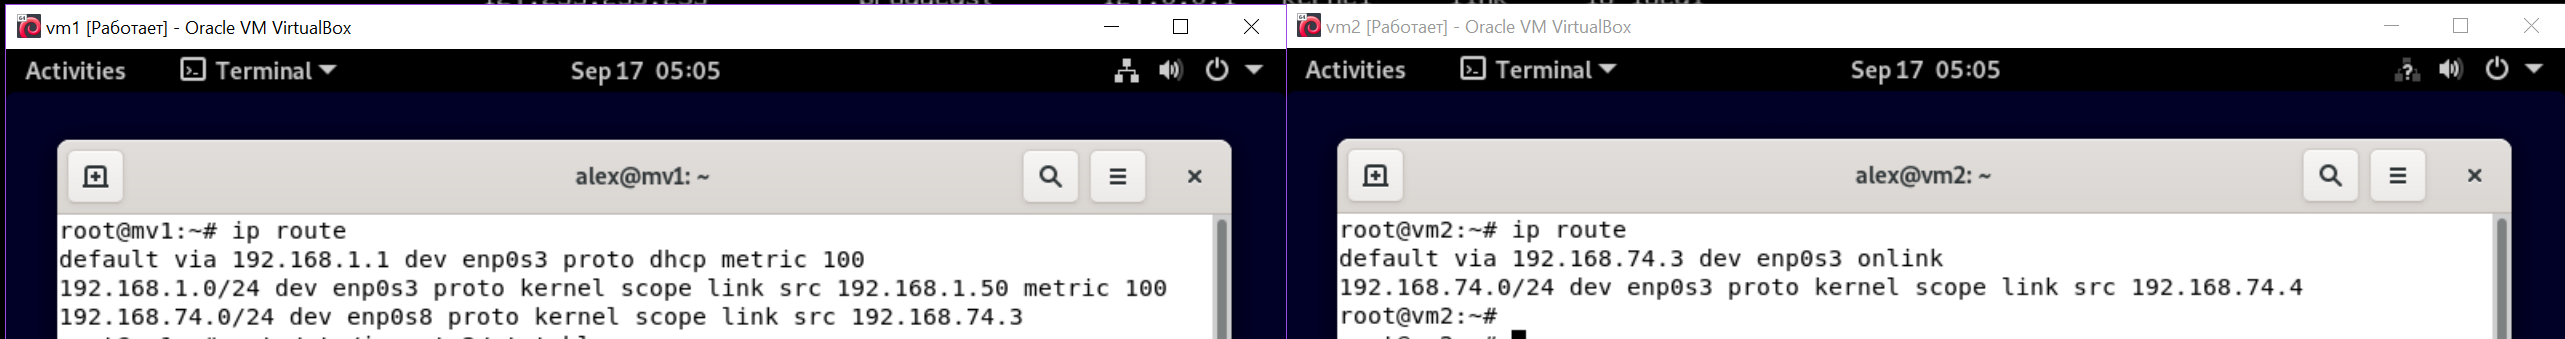 vm1 [Работает] - Oracle VM VirtualBox
Activities Terminal Sep 17 05:05
alex@mv1: ~
root@mv1:~# ip route
default via 192.168.1.1 dev enp0s3 proto dhcp metric 100
192.168.1.0/24 dev enp0s3 proto kernel scope link src 192.168.1.50 metric 100
192.168.74.0/24 dev enp0s8 proto kernel scope link src 192.168.74.3
vm2 [Работает] - Oracle VM VirtualBox
Activities Terminal Sep 17 05:05
alex@vm2: ~
root@vm2:~# ip route
default via 192.168.74.3 dev enp0s3 onlink
192.168.74.0/24 dev enp0s3 proto kernel scope link src 192.168.74.4
root@vm2:~#